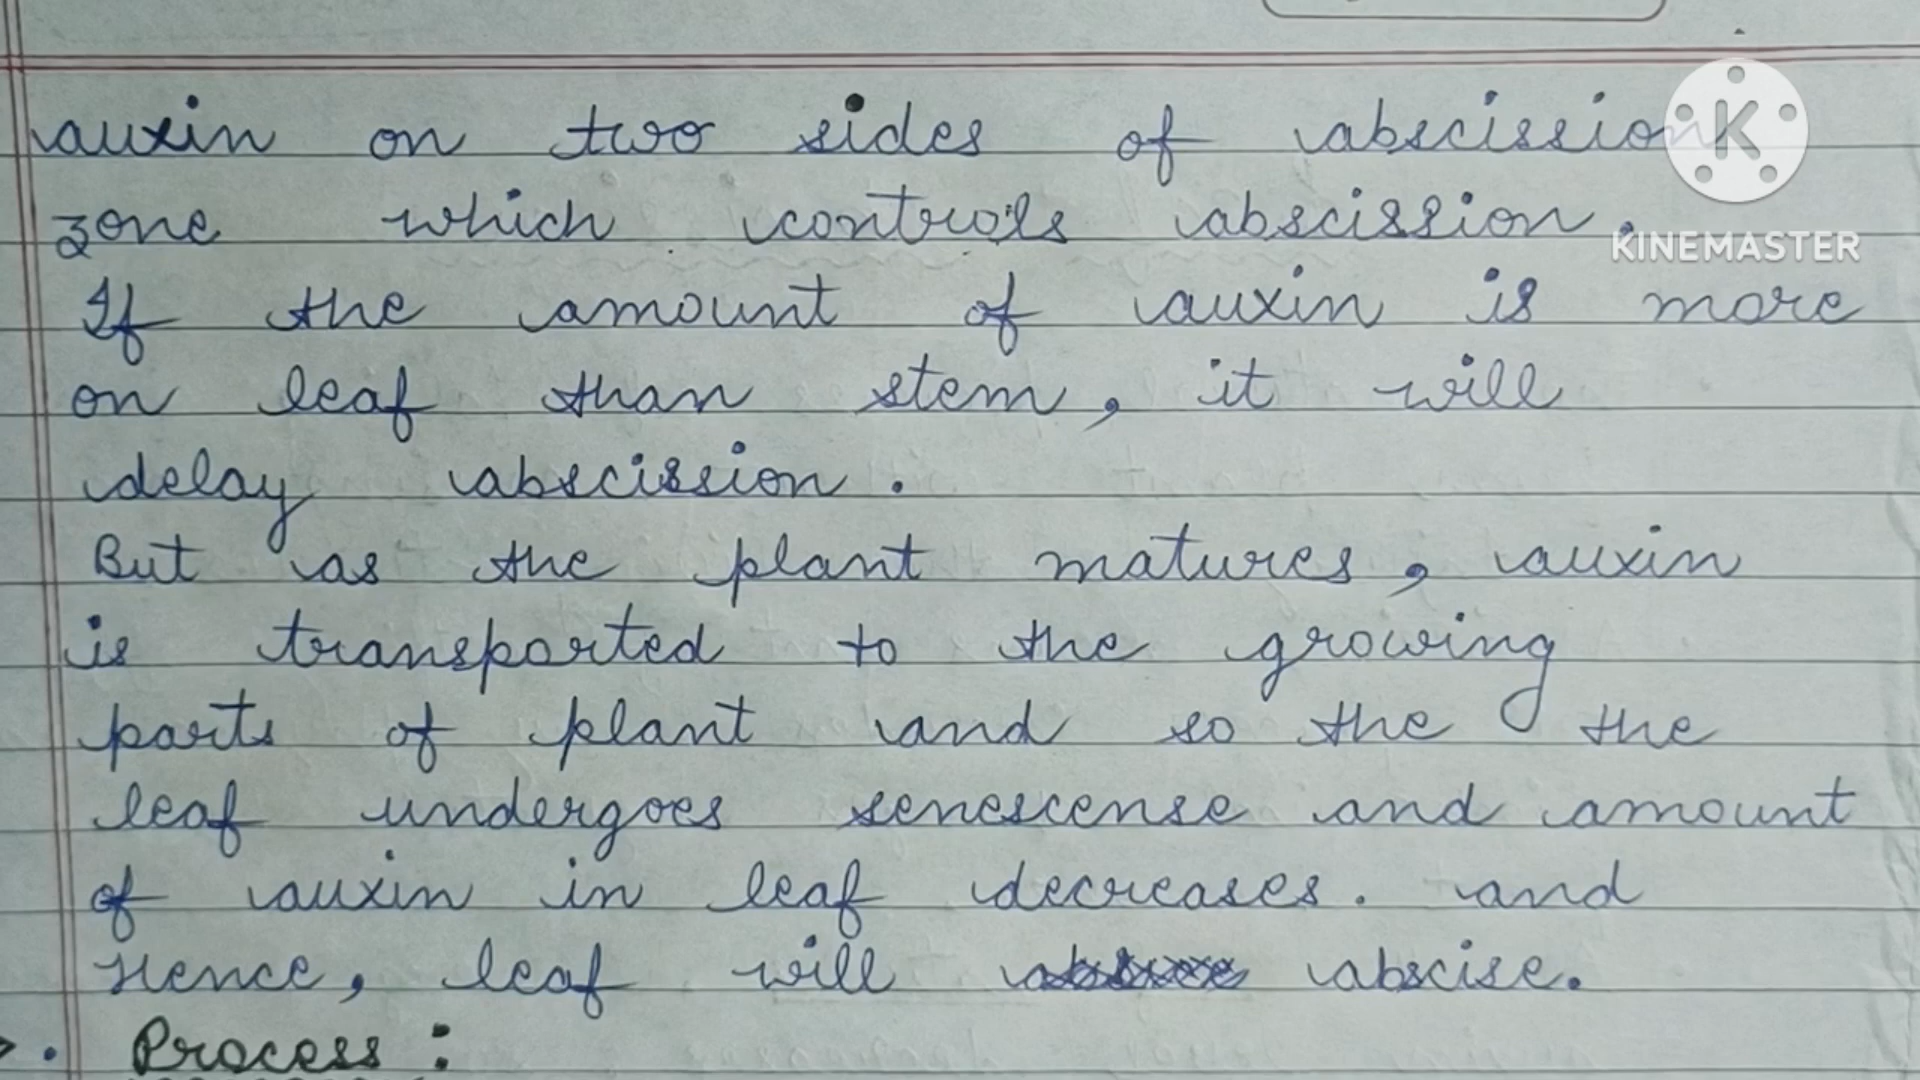 auxin on two sides of abscission
zone which controls abscission.
If the amount of auxin is more
on leaf than stem, it will
delay abscission.
But as the plant matures, auxin
is transported to the growing
parts of plant and so the the
leaf undergoes senescense and amount
of auxin in leaf decreases. and
Hence, leaf will abscise.
• Process:
K
KINEMASTER